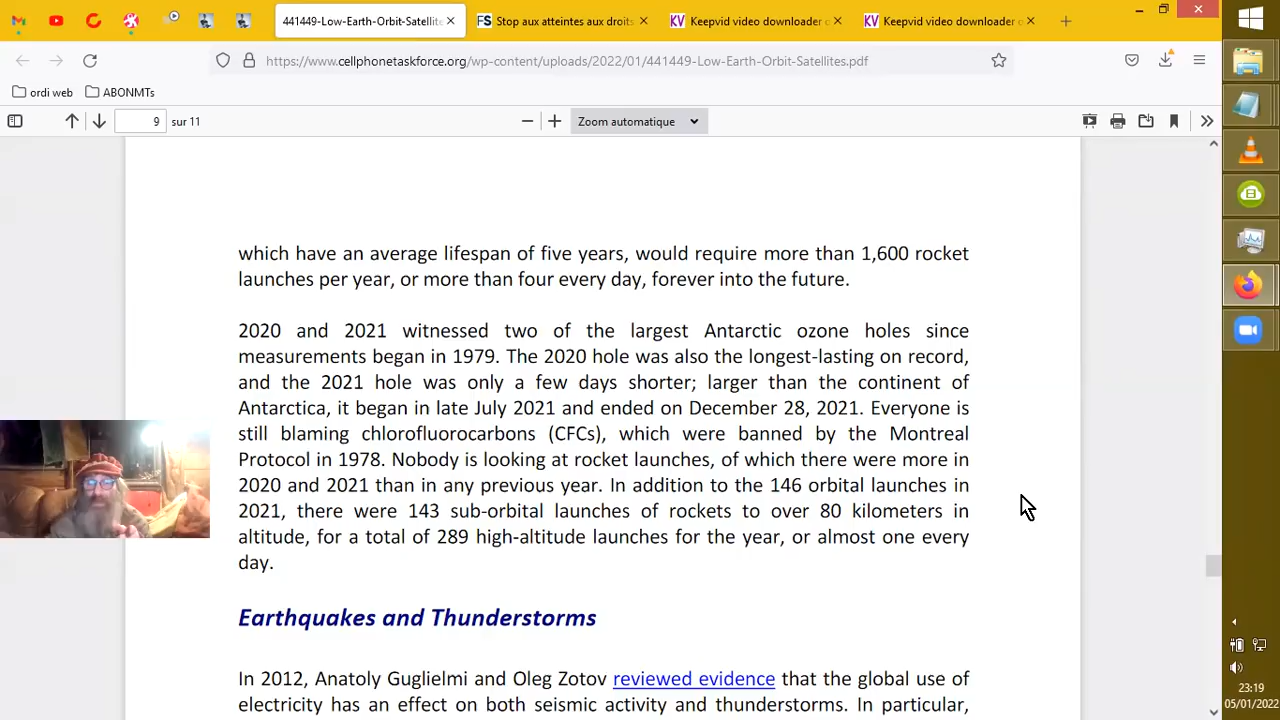 441449-Low-Earth-Orbit-Satellite
FS Stop aux atteintes aux droits
KV Keepvid video downloader o
KV Keepvid video downloader o
https://www.cellphonetaskforce.org/wp-content/uploads/2022/01/441449-Low-Earth-Orbit-Satellites.pdf
ordi web
ABONMTs
9 sur 11
Zoom automatique
which have an average lifespan of five years, would require more than 1,600 rocket
launches per year, or more than four every day, forever into the future.
2020 and 2021 witnessed two of the largest Antarctic ozone holes since
measurements began in 1979. The 2020 hole was also the longest-lasting on record,
and the 2021 hole was only a few days shorter; larger than the continent of
Antarctica, it began in late July 2021 and ended on December 28, 2021. Everyone is
still blaming chlorofluorocarbons (CFCs), which were banned by the Montreal
Protocol in 1978. Nobody is looking at rocket launches, of which there were more in
2020 and 2021 than in any previous year. In addition to the 146 orbital launches in
2021, there were 143 sub-orbital launches of rockets to over 80 kilometers in
altitude, for a total of 289 high-altitude launches for the year, or almost one every
day.
Earthquakes and Thunderstorms
In 2012, Anatoly Guglielmi and Oleg Zotov reviewed evidence that the global use of
electricity has an effect on both seismic activity and thunderstorms. In particular,
23:19
05/01/2022